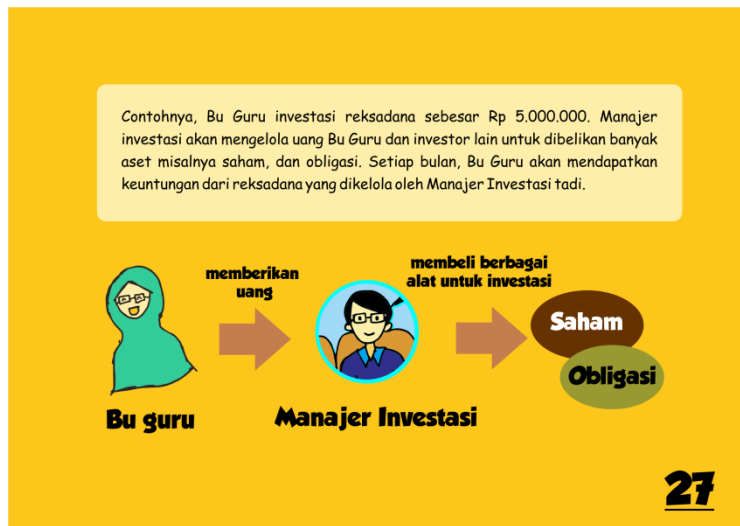 Contohnya, Bu Guru investasi reksadana sebesar Rp 5.000.000. Manajer
investasi akan mengelola uang Bu Guru dan investor lain untuk dibelikan banyak
aset misalnya saham, dan obligasi. Setiap bulan, Bu Guru akan mendapatkan
keuntungan dari reksadana yang dikelola oleh Manajer Investasi tadi.
memberikan
uang
membeli berbagai
alat untuk investasi
Saham
Obligasi
Bu guru
Manajer Investasi
27